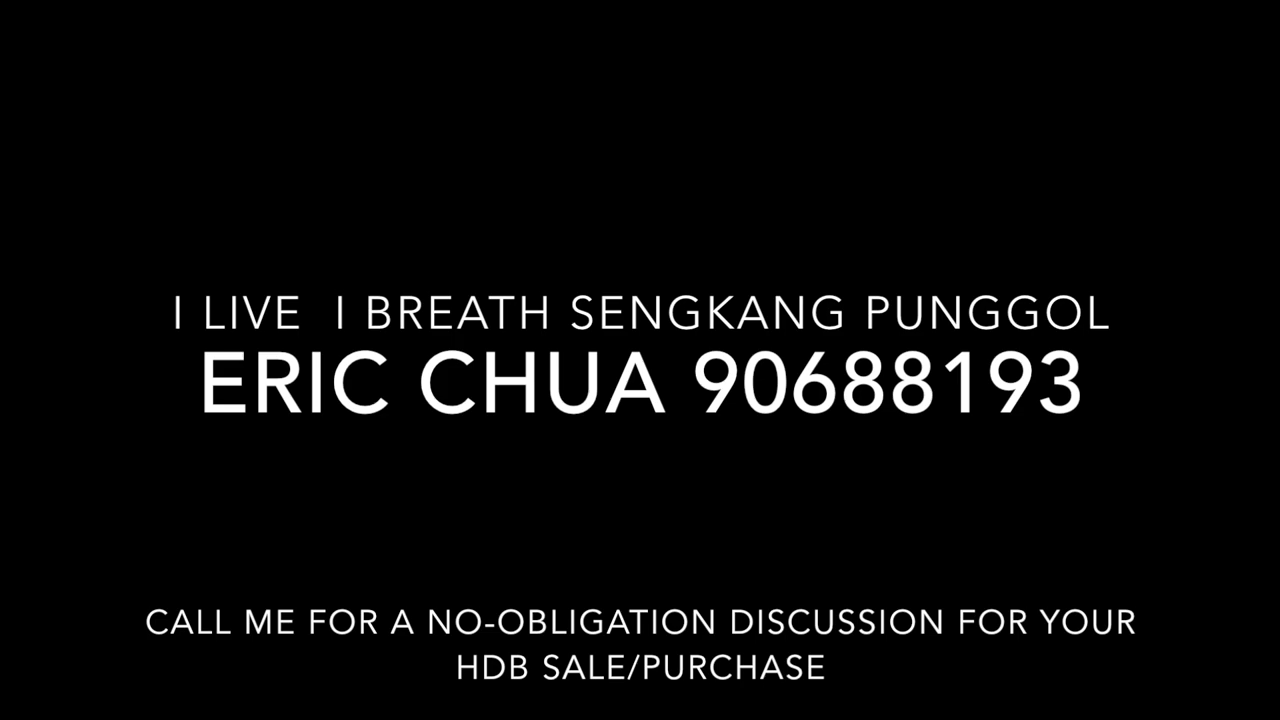 I LIVE  I BREATH SENGKANG PUNGGOL
ERIC CHUA 90688193
CALL ME FOR A NO-OBLIGATION DISCUSSION FOR YOUR
HDB SALE/PURCHASE